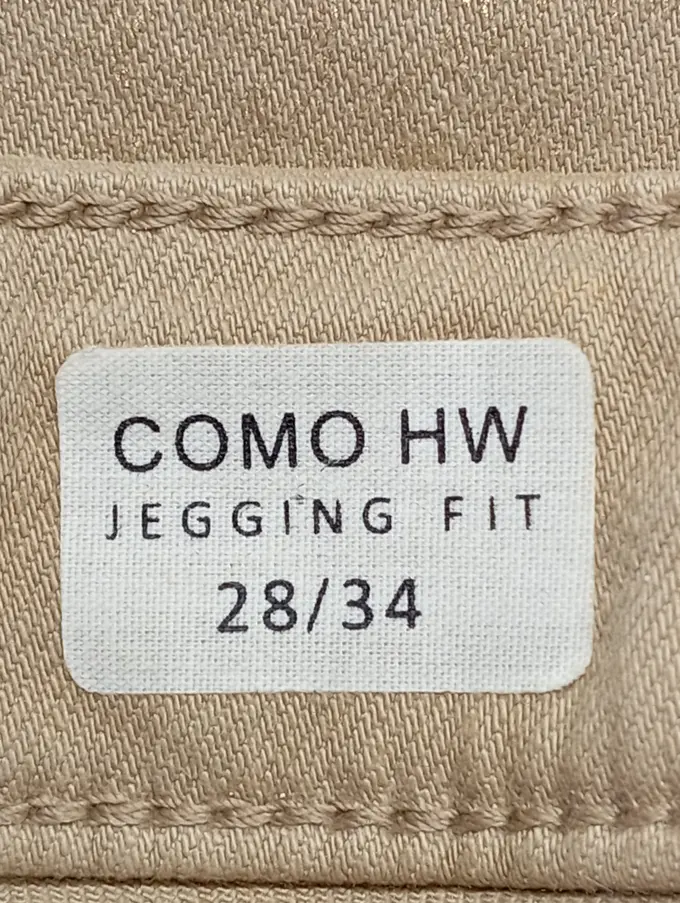 COMO HW
JEGGING FIT
28/34